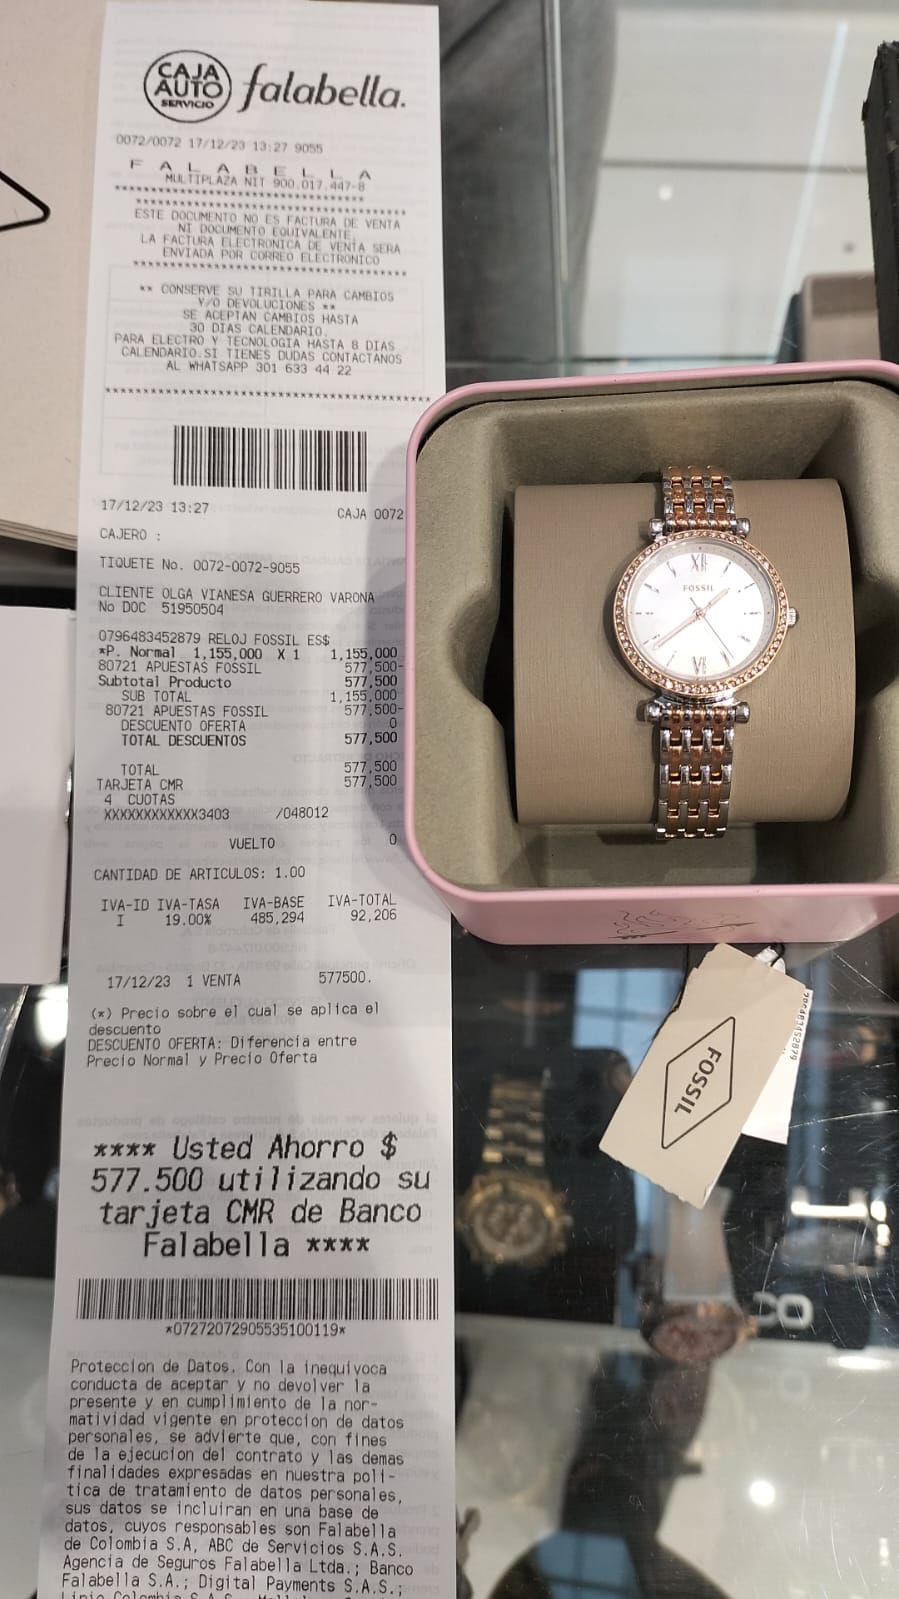 CAJA
AUTO
SERVICIO
falabella.
0072/0072 17/12/23 13:27 9055
F A L A B E L L A
MULTIPLAZA NIT 900.017.447-8
************************************
************************************
ESTE DOCUMENTO NO ES FACTURA DE VENTA
NI DOCUMENTO EQUIVALENTE.
LA FACTURA ELECTRONICA DE VENTA SERA
ENVIADA POR CORREO ELECTRONICO
************************************
** CONSERVE SU TIRILLA PARA CAMBIOS
Y/O DEVOLUCIONES **
SE ACEPTAN CAMBIOS HASTA
30 DIAS CALENDARIO.
PARA ELECTRO Y TECNOLOGIA HASTA 8 DIAS
CALENDARIO.SI TIENES DUDAS CONTACTANOS
AL WHATSAPP 301 633 44 22
****************************************
17/12/23 13:27 CAJA 0072
CAJERO :
TIQUETE No. 0072-0072-9055
CLIENTE OLGA VIANESA GUERRERO VARONA
No DOC 51950504
0796483452879 RELOJ FOSSIL ES$
*P. Normal 1,155,000 X 1 1,155,000
80721 APUESTAS FOSSIL 577,500-
Subtotal Producto 577,500
SUB TOTAL 1,155,000
80721 APUESTAS FOSSIL 577,500-
DESCUENTO OFERTA 0
TOTAL DESCUENTOS 577,500
TOTAL 577,500
TARJETA CMR 577,500
4 CUOTAS
XXXXXXXXXXXX3403 /048012
VUELTO 0
CANTIDAD DE ARTICULOS: 1.00
IVA-ID IVA-TASA IVA-BASE IVA-TOTAL
I 19.00% 485,294 92,206
17/12/23 1 VENTA 577500.
(*) Precio sobre el cual se aplica el
descuento
DESCUENTO OFERTA: Diferencia entre
Precio Normal y Precio Oferta
**** Usted Ahorro $
577.500 utilizando su
tarjeta CMR de Banco
Falabella ****
*07272072905535100119*
Proteccion de Datos. Con la inequivoca
conducta de aceptar y no devolver la
presente y en cumplimiento de la nor-
matividad vigente en proteccion de datos
personales, se advierte que, con fines
de la ejecucion del contrato y las demas
finalidades expresadas en nuestra poli-
tica de tratamiento de datos personales,
sus datos se incluiran en una base de
datos, cuyos responsables son Falabella
de Colombia S.A, ABC de Servicios S.A.S.
Agencia de Seguros Falabella Ltda.; Banco
Falabella S.A.; Digital Payments S.A.S.;
XII
FOSSIL
VI
FOSSIL